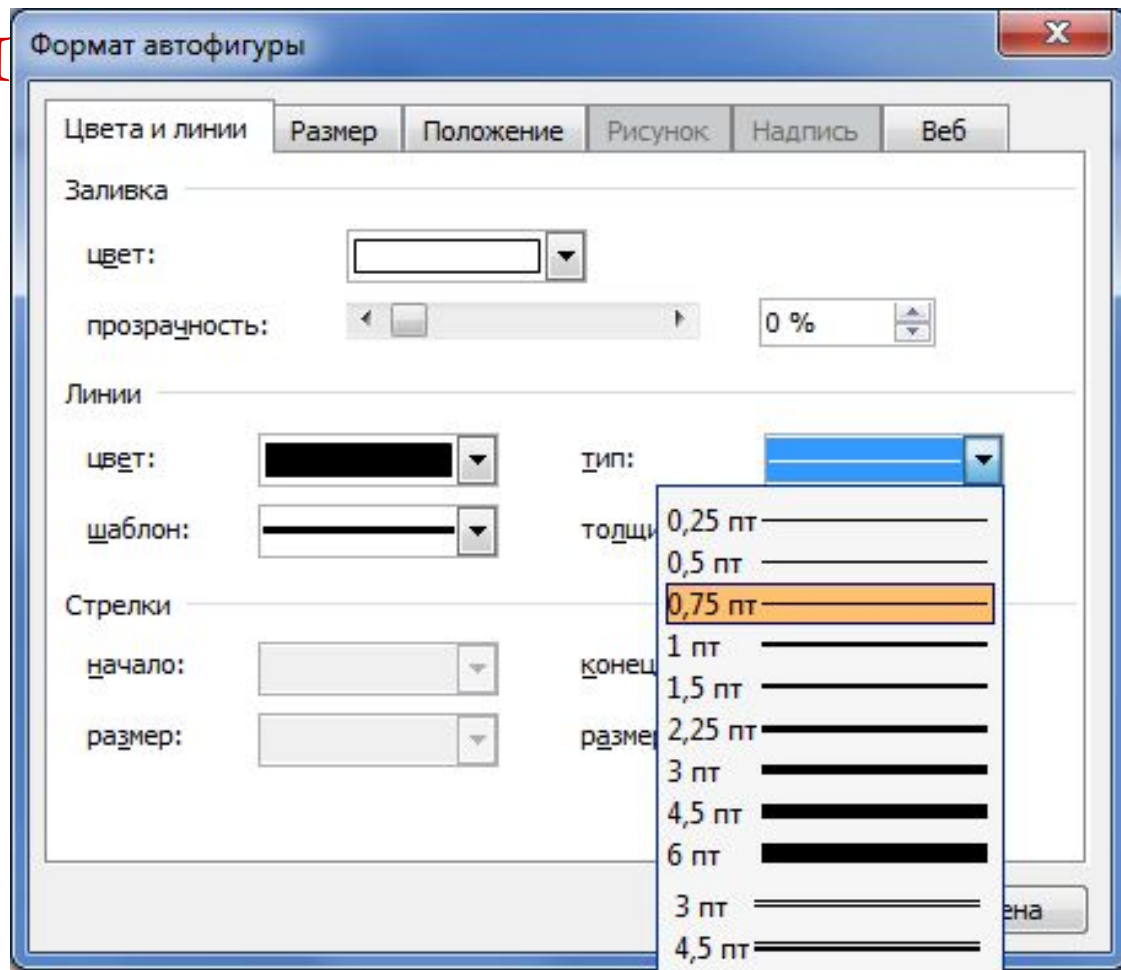 Формат автофигуры
Цвета и линии Размер Положение Рисунок Надпись Веб
Заливка
цвет:
прозрачность: 0 %
Линии
цвет: тип:
шаблон: толщи
0,25 пт
0,5 пт
0,75 пт
1 пт
1,5 пт
2,25 пт
3 пт
4,5 пт
6 пт
3 пт
4,5 пт
Стрелки
начало: конец
размер: размер
ена